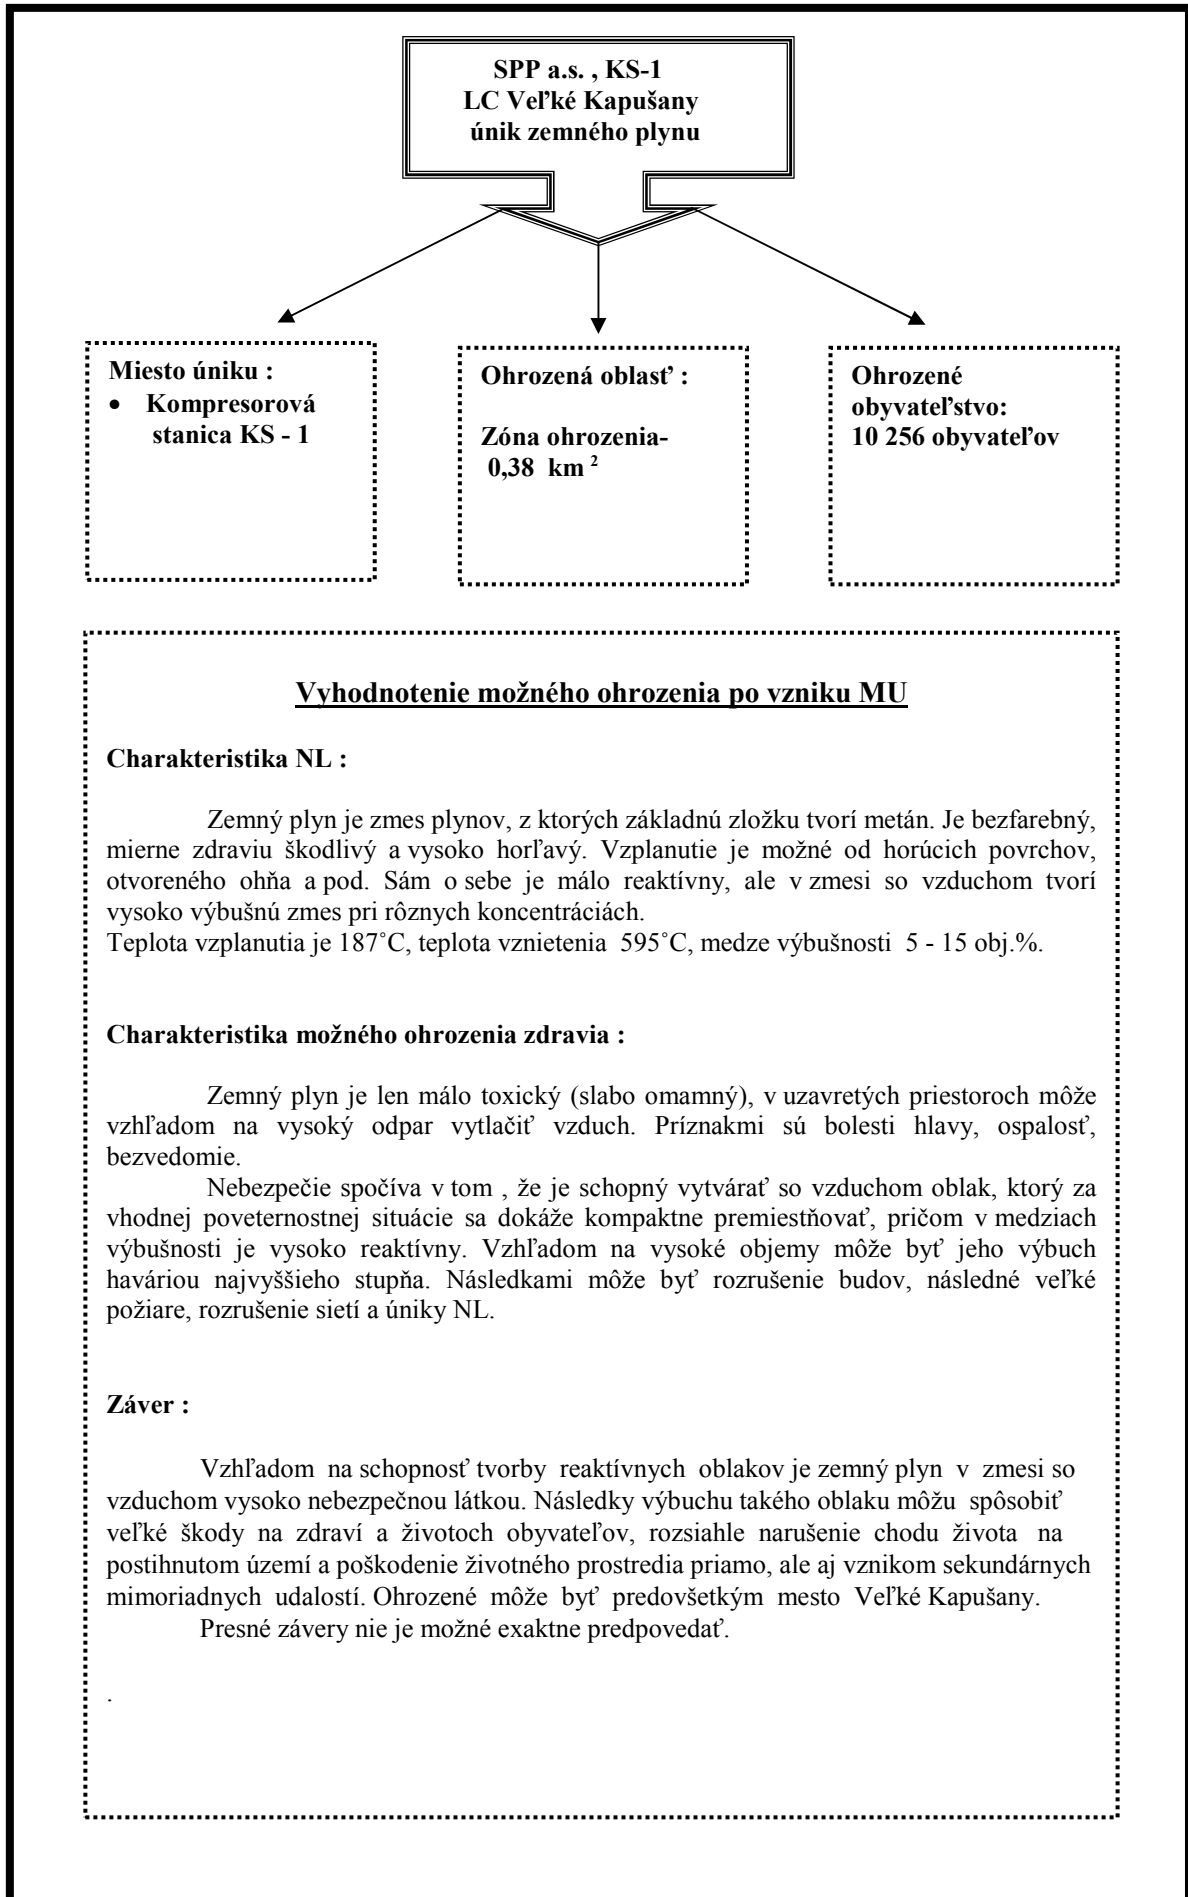 SPP a.s. , KS-1
LC Veľké Kapušany
únik zemného plynu
Miesto úniku :
• Kompresorová
stanica KS - 1
Ohrozená oblasť :
Zóna ohrozenia-
0,38 km ²
Ohrozené
obyvateľstvo:
10 256 obyvateľov
Vyhodnotenie možného ohrozenia po vzniku MU
Charakteristika NL :
Zemný plyn je zmes plynov, z ktorých základnú zložku tvorí metán. Je bezfarebný,
mierne zdraviu škodlivý a vysoko horľavý. Vzplanutie je možné od horúcich povrchov,
otvoreného ohňa a pod. Sám o sebe je málo reaktívny, ale v zmesi so vzduchom tvorí
vysoko výbušnú zmes pri rôznych koncentráciách.
Teplota vzplanutia je 187˚C, teplota vznietenia 595˚C, medze výbušnosti 5 - 15 obj.%.
Charakteristika možného ohrozenia zdravia :
Zemný plyn je len málo toxický (slabo omamný), v uzavretých priestoroch môže
vzhľadom na vysoký odpar vytlačiť vzduch. Príznakmi sú bolesti hlavy, ospalosť,
bezvedomie.
Nebezpečie spočíva v tom , že je schopný vytvárať so vzduchom oblak, ktorý za
vhodnej poveternostnej situácie sa dokáže kompaktne premiestňovať, pričom v medziach
výbušnosti je vysoko reaktívny. Vzhľadom na vysoké objemy môže byť jeho výbuch
haváriou najvyššieho stupňa. Následkami môže byť rozrušenie budov, následné veľké
požiare, rozrušenie sietí a úniky NL.
Záver :
Vzhľadom na schopnosť tvorby reaktívnych oblakov je zemný plyn v zmesi so
vzduchom vysoko nebezpečnou látkou. Následky výbuchu takého oblaku môžu spôsobiť
veľké škody na zdraví a životoch obyvateľov, rozsiahle narušenie chodu života na
postihnutom území a poškodenie životného prostredia priamo, ale aj vznikom sekundárnych
mimoriadnych udalostí. Ohrozené môže byť predovšetkým mesto Veľké Kapušany.
Presné závery nie je možné exaktne predpovedať.
.